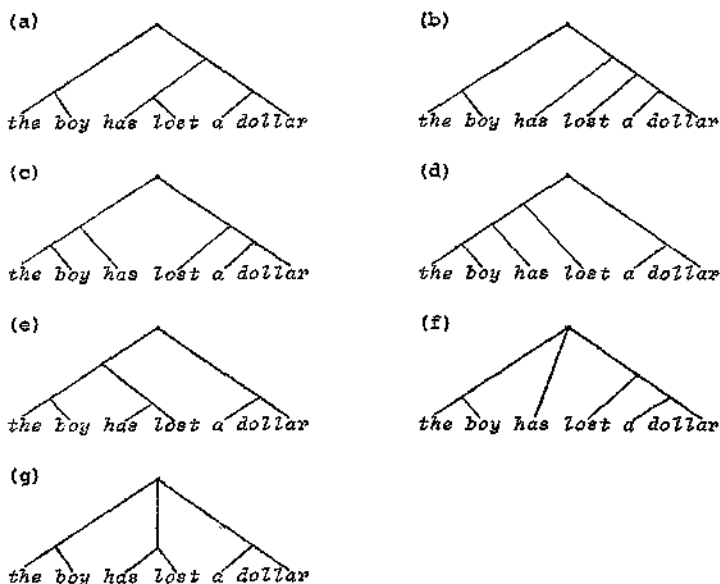 (a) (b)
the boy has lost a dollar the boy has lost a dollar
(c) (d)
the boy has lost a dollar the boy has lost a dollar
(e) (f)
the boy has lost a dollar the boy has lost a dollar
(g)
the boy has lost a dollar